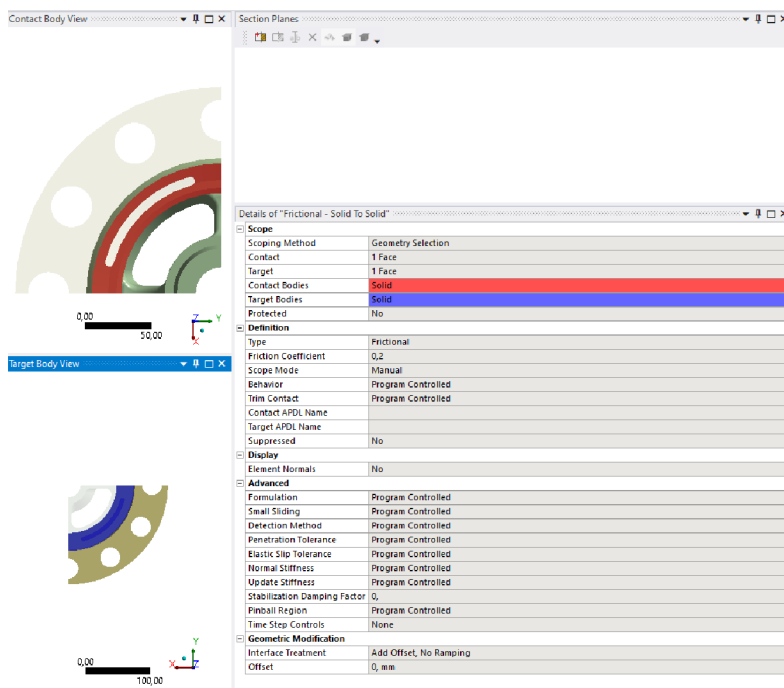 Contact Body View
Section Planes
0,00
50,00
Z
Y
X
Target Body View
0,00
100,00
Y
X
Z
Details of "Frictional - Solid To Solid"
Scope
Scoping Method Geometry Selection
Contact 1 Face
Target 1 Face
Contact Bodies Solid
Target Bodies Solid
Protected No
Definition
Type Frictional
Friction Coefficient 0,2
Scope Mode Manual
Behavior Program Controlled
Trim Contact Program Controlled
Contact APDL Name
Target APDL Name
Suppressed No
Display
Element Normals No
Advanced
Formulation Program Controlled
Small Sliding Program Controlled
Detection Method Program Controlled
Penetration Tolerance Program Controlled
Elastic Slip Tolerance Program Controlled
Normal Stiffness Program Controlled
Update Stiffness Program Controlled
Stabilization Damping Factor 0,
Pinball Region Program Controlled
Time Step Controls None
Geometric Modification
Interface Treatment Add Offset, No Ramping
Offset 0, mm